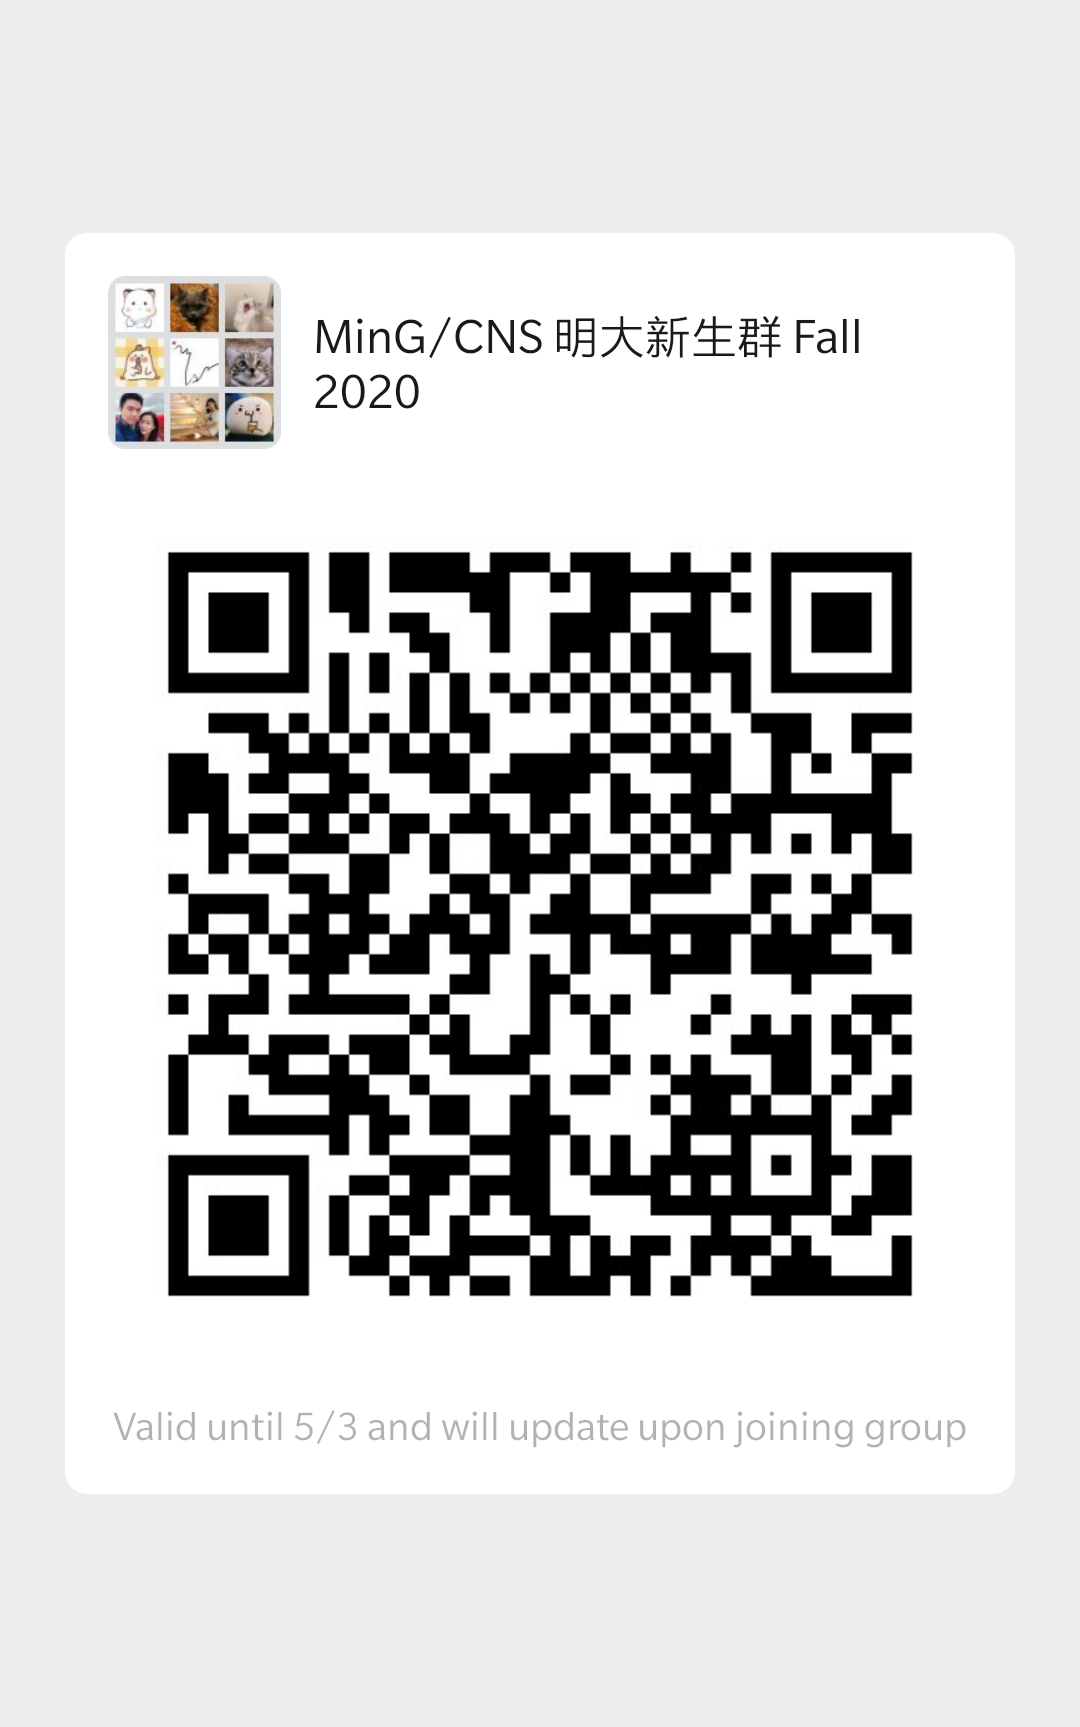 MinG/CNS 明大新生群 Fall
2020
Valid until 5/3 and will update upon joining group